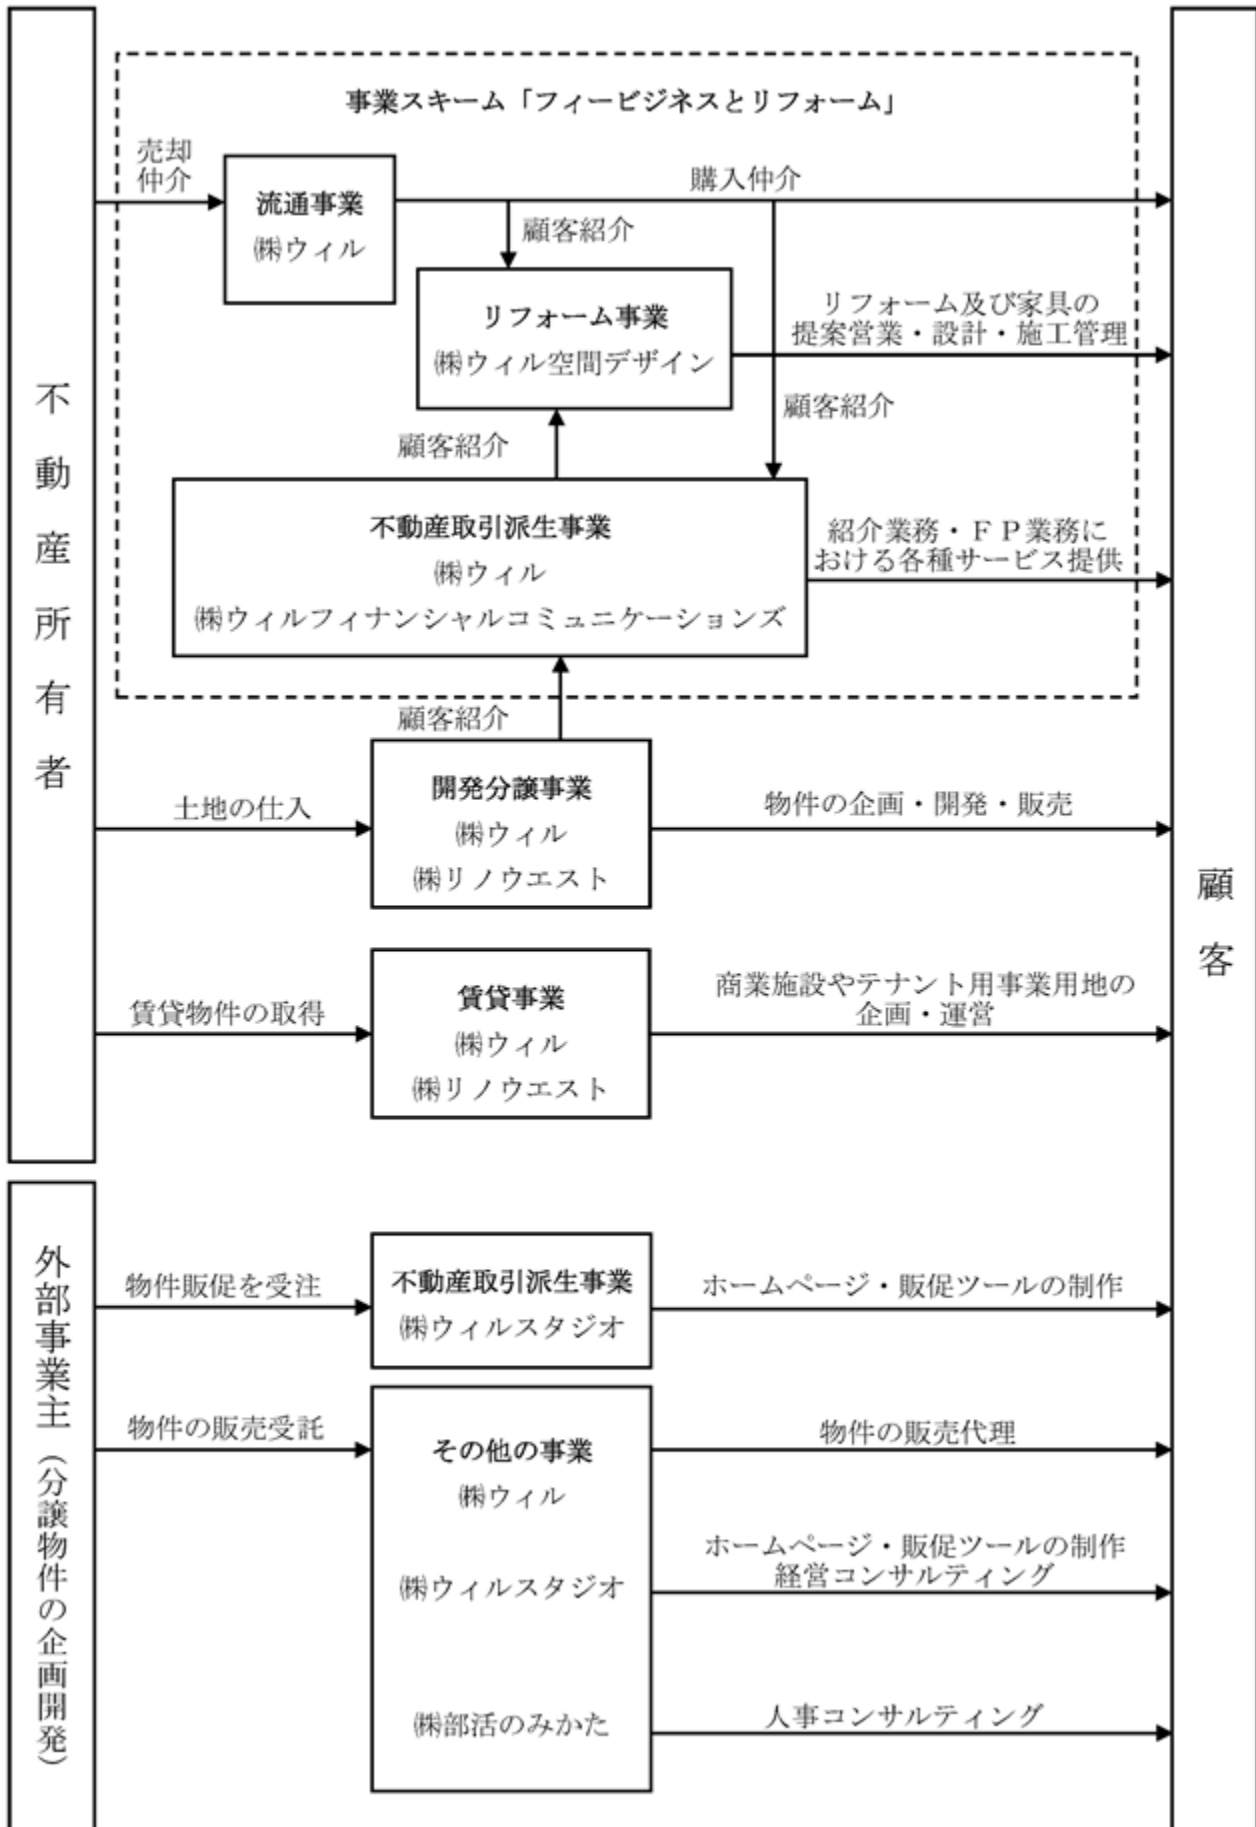 不動産所有者
事業スキーム「フィービジネスとリフォーム」
売却
仲介
流通事業
㈱ウィル
購入仲介
顧客紹介
リフォーム事業
㈱ウィル空間デザイン
リフォーム及び家具の
提案営業・設計・施工管理
顧客紹介
顧客紹介
不動産取引派生事業
㈱ウィル
㈱ウィルフィナンシャルコミュニケーションズ
紹介業務・ＦＰ業務に
おける各種サービス提供
顧客紹介
土地の仕入
開発分譲事業
㈱ウィル
㈱リノウエスト
物件の企画・開発・販売
賃貸物件の取得
賃貸事業
㈱ウィル
㈱リノウエスト
商業施設やテナント用事業用地の
企画・運営
外部事業主（分譲物件の企画開発）
物件販促を受注
不動産取引派生事業
㈱ウィルスタジオ
ホームページ・販促ツールの制作
物件の販売受託
その他の事業
㈱ウィル
物件の販売代理
㈱ウィルスタジオ
ホームページ・販促ツールの制作
経営コンサルティング
㈱部活のみかた
人事コンサルティング
顧客